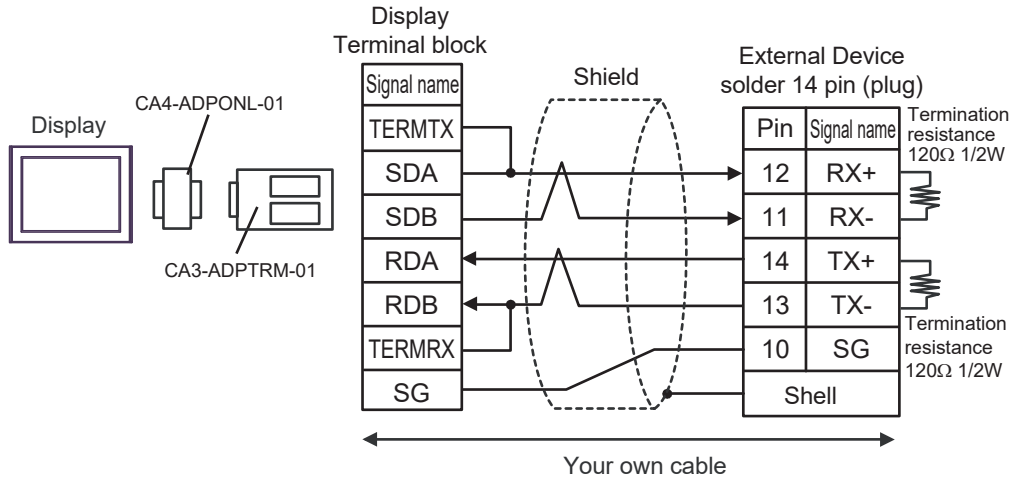 Display
Terminal block
Signal name
TERMTX
SDA
SDB
RDA
RDB
TERMRX
SG
Display
CA4-ADPONL-01
CA3-ADPTRM-01
Shield
External Device
solder 14 pin (plug)
Pin Signal name
12 RX+
11 RX-
14 TX+
13 TX-
10 SG
Shell
Termination
resistance
120Ω 1/2W
Termination
resistance
120Ω 1/2W
Your own cable